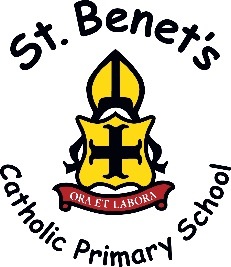 St. Benet's
ORA ET LABORA
Catholic Primary School